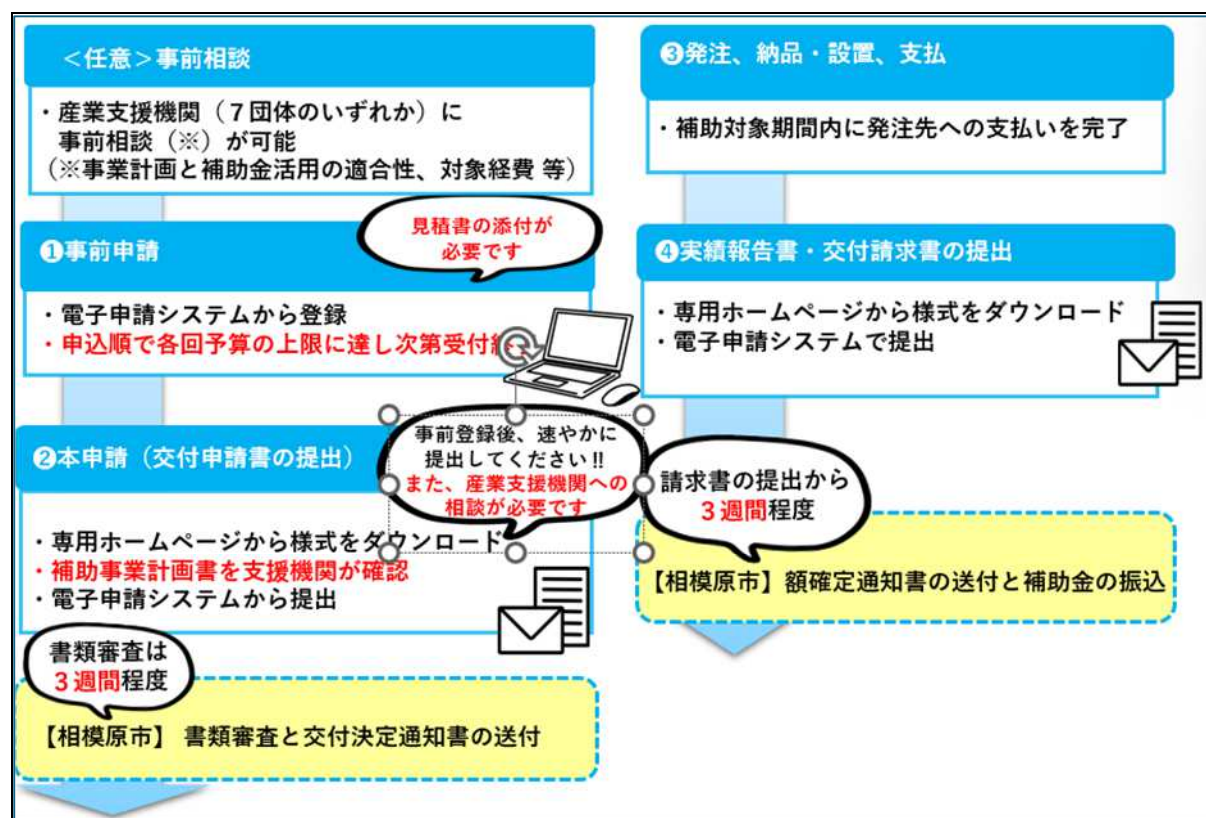 ＜任意＞事前相談
・産業支援機関（７団体のいずれか）に
事前相談（※）が可能
（※事業計画と補助金活用の適合性、対象経費 等）
見積書の添付が
必要です
❶事前申請
・電子申請システムから登録
・申込順で各回予算の上限に達し次第受付
事前登録後、速やかに
提出してください‼
また、産業支援機関への
相談が必要です
❷本申請（交付申請書の提出）
・専用ホームページから様式をダウンロード
・補助事業計画書を支援機関が確認
・電子申請システムから提出
書類審査は
３週間程度
【相模原市】 書類審査と交付決定通知書の送付
❸発注、納品・設置、支払
・補助対象期間内に発注先への支払いを完了
❹実績報告書・交付請求書の提出
・専用ホームページから様式をダウンロード
・電子申請システムで提出
請求書の提出から
３週間程度
【相模原市】額確定通知書の送付と補助金の振込